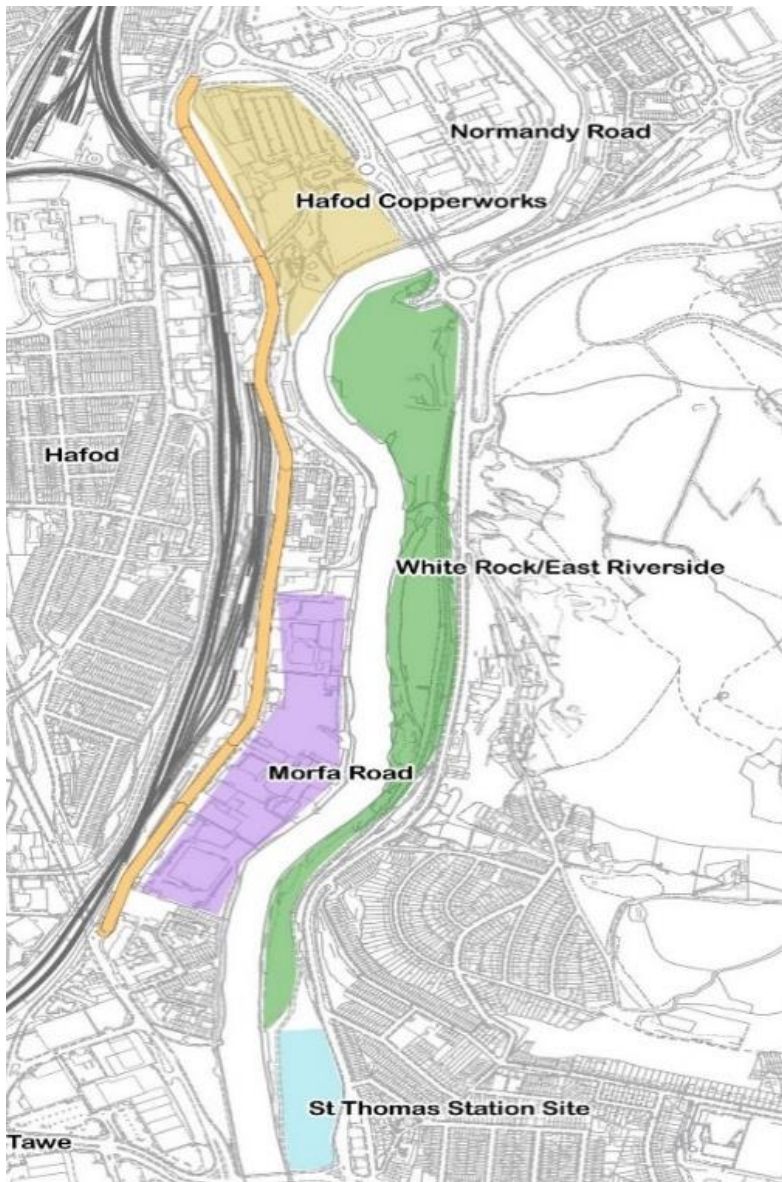 Normandy Road
Hafod Copperworks
Hafod
White Rock/East Riverside
Morfa Road
St Thomas Station Site
Tawe